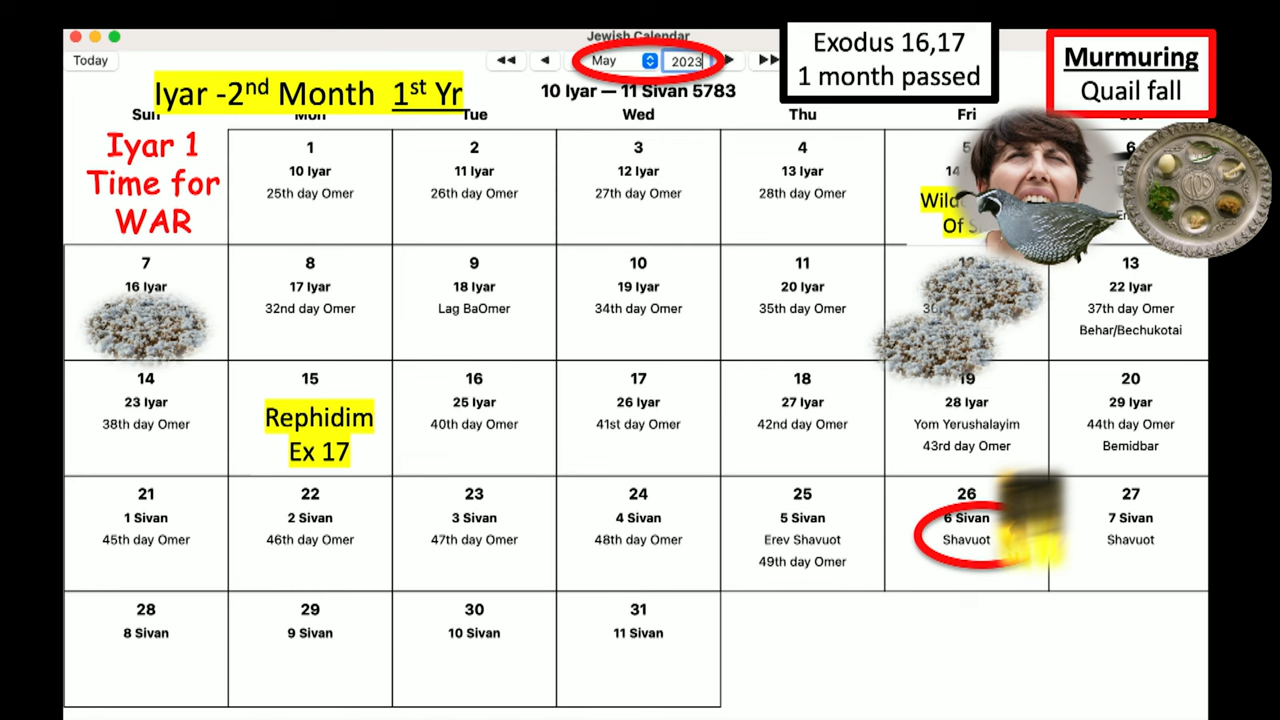 Jewish Calendar
Today
May
2023
Exodus 16,17
1 month passed
Murmuring
Quail fall
Iyar -2nd Month 1st Yr
10 Iyar — 11 Sivan 5783
Sun Mon Tue Wed Thu Fri Sat
Iyar 1
Time for
WAR
1
10 Iyar
25th day Omer
2
11 Iyar
26th day Omer
3
12 Iyar
27th day Omer
4
13 Iyar
28th day Omer
5
14
Of
6
7
16 Iyar
8
17 Iyar
32nd day Omer
9
18 Iyar
Lag BaOmer
10
19 Iyar
34th day Omer
11
20 Iyar
35th day Omer
12
13
22 Iyar
37th day Omer
Behar/Bechukotai
14
23 Iyar
38th day Omer
15
Rephidim
Ex 17
16
25 Iyar
40th day Omer
17
26 Iyar
41st day Omer
18
27 Iyar
42nd day Omer
19
28 Iyar
Yom Yerushalayim
43rd day Omer
20
29 Iyar
44th day Omer
Bemidbar
21
1 Sivan
45th day Omer
22
2 Sivan
46th day Omer
23
3 Sivan
47th day Omer
24
4 Sivan
48th day Omer
25
5 Sivan
Erev Shavuot
49th day Omer
26
6 Sivan
Shavuot
27
7 Sivan
Shavuot
28
8 Sivan
29
9 Sivan
30
10 Sivan
31
11 Sivan